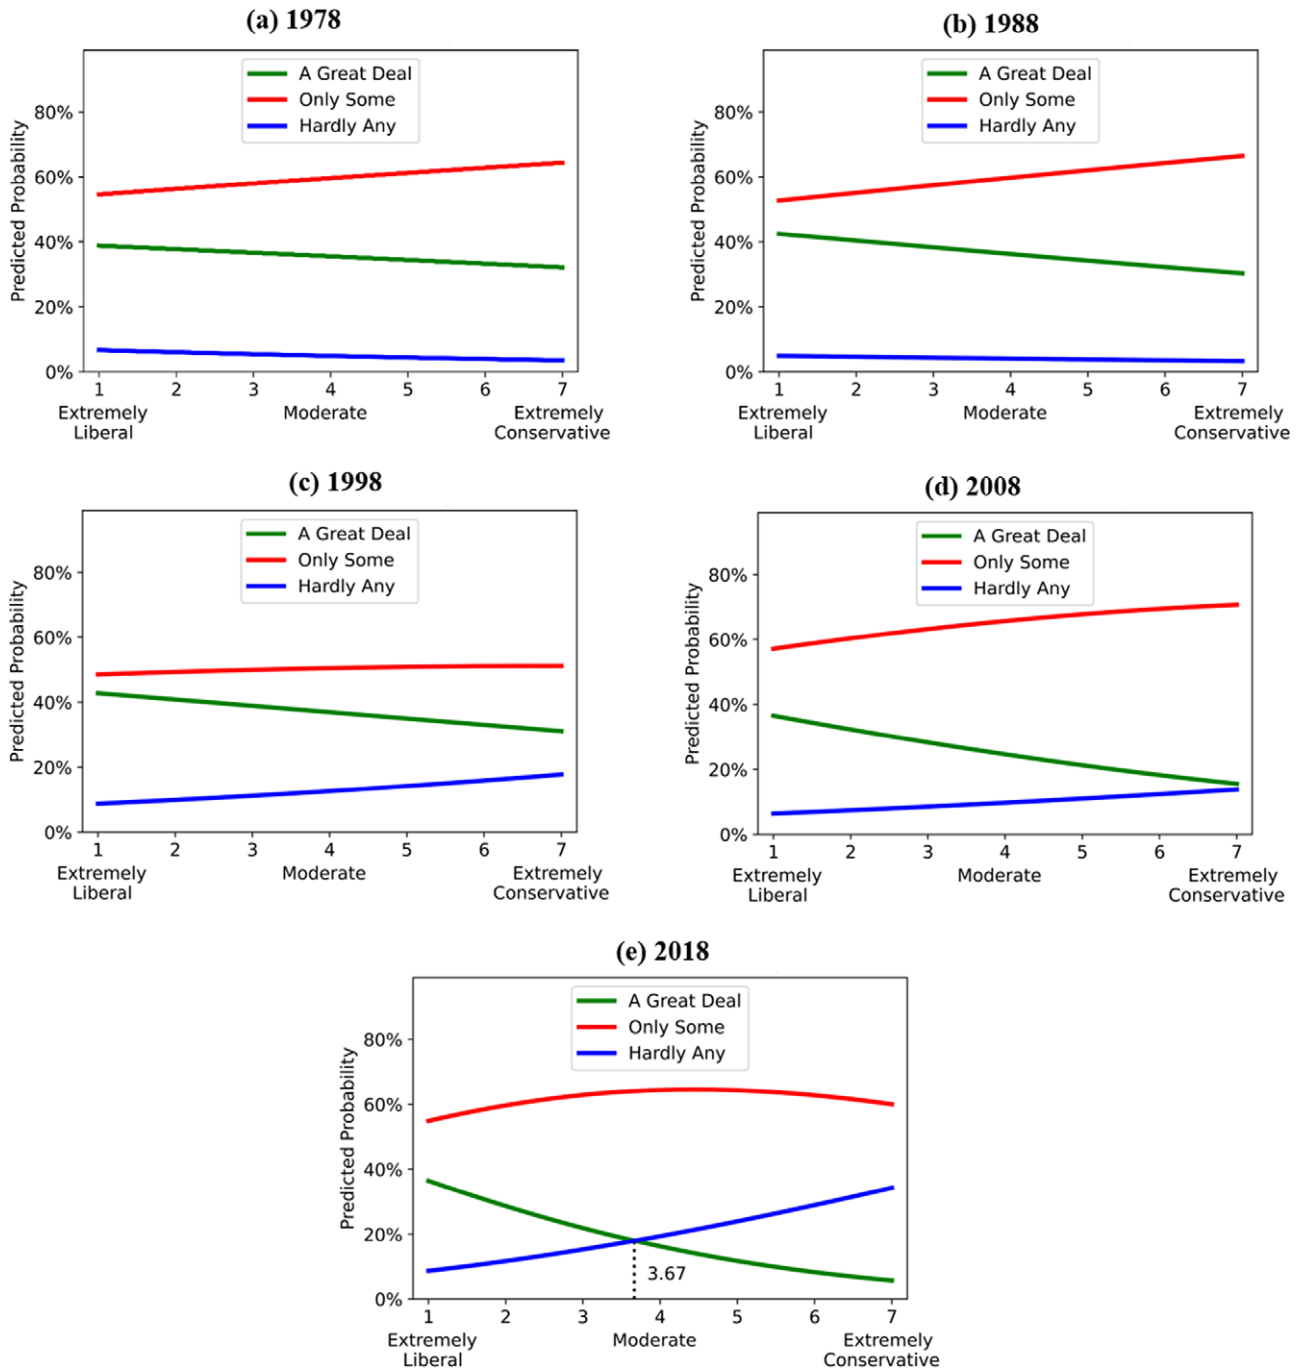 (a) 1978
A Great Deal
Only Some
Hardly Any
Predicted Probability
80%
60%
40%
20%
0%
1 2 3 4 5 6 7
Extremely Liberal
Moderate
Extremely Conservative
(b) 1988
A Great Deal
Only Some
Hardly Any
Predicted Probability
80%
60%
40%
20%
0%
1 2 3 4 5 6 7
Extremely Liberal
Moderate
Extremely Conservative
(c) 1998
A Great Deal
Only Some
Hardly Any
Predicted Probability
80%
60%
40%
20%
0%
1 2 3 4 5 6 7
Extremely Liberal
Moderate
Extremely Conservative
(d) 2008
A Great Deal
Only Some
Hardly Any
Predicted Probability
80%
60%
40%
20%
0%
1 2 3 4 5 6 7
Extremely Liberal
Moderate
Extremely Conservative
(e) 2018
A Great Deal
Only Some
Hardly Any
Predicted Probability
80%
60%
40%
20%
0%
3.67
1 2 3 4 5 6 7
Extremely Liberal
Moderate
Extremely Conservative